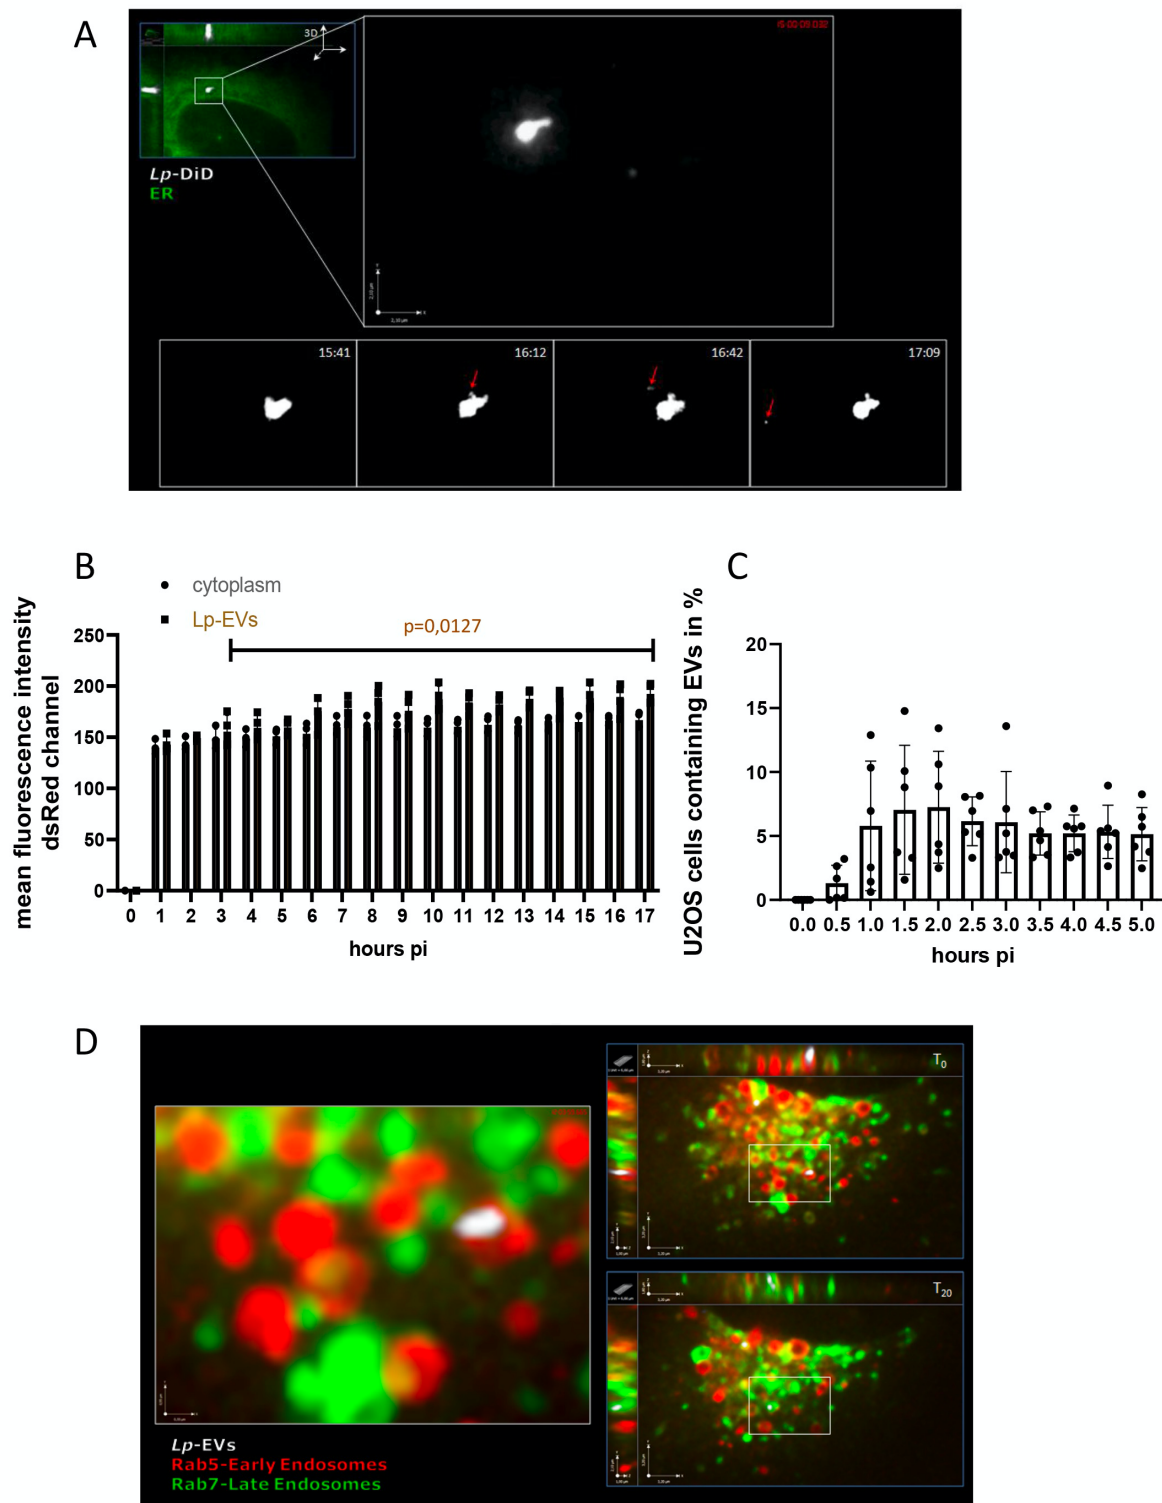 A
3D
15:00:09.032
Lp-DiD
ER
15:41
16:12
16:42
17:09
B
cytoplasm
Lp-EVs
p=0,0127
mean fluorescence intensity
dsRed channel
250
200
150
100
50
0
0 1 2 3 4 5 6 7 8 9 10 11 12 13 14 15 16 17
hours pi
C
U2OS cells containing EVs in %
20
15
10
5
0
0.0 0.5 1.0 1.5 2.0 2.5 3.0 3.5 4.0 4.5 5.0
hours pi
D
T0
T20
Lp-EVs
Rab5-Early Endosomes
Rab7-Late Endosomes